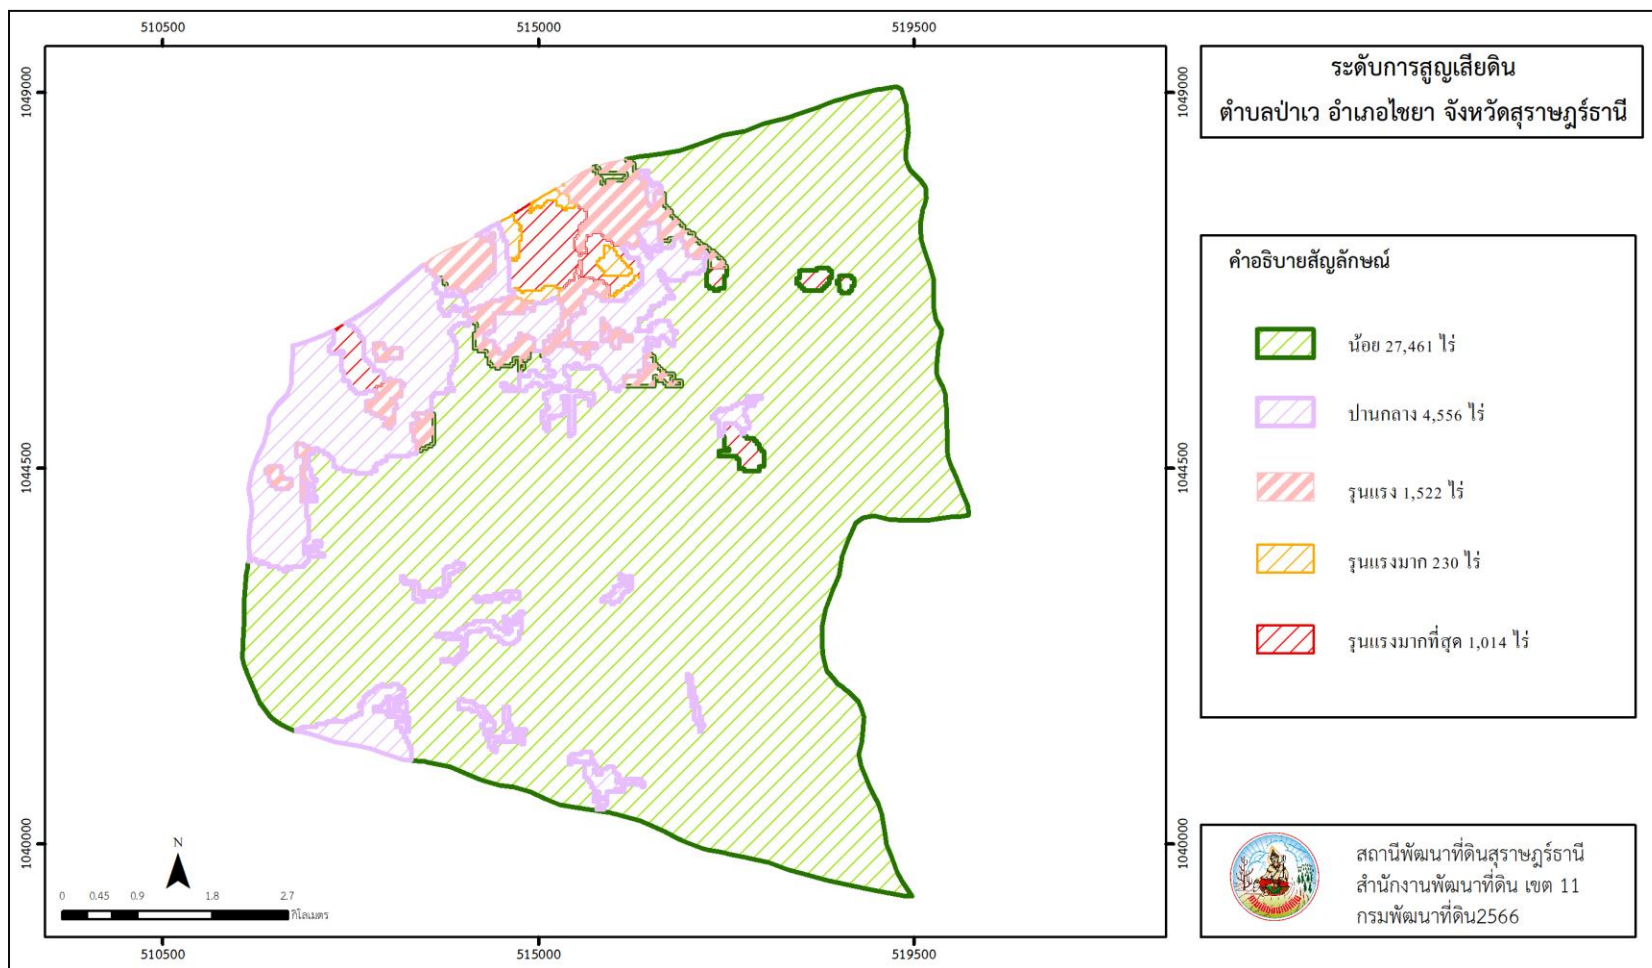 510500 515000 519500
1049000 1049000
ระดับการสูญเสียดิน
ตำบลป่าเว อำเภอไชยา จังหวัดสุราษฎร์ธานี
คำอธิบายสัญลักษณ์
น้อย 27,461 ไร่
ปานกลาง 4,556 ไร่
1044500 1044500
รุนแรง 1,522 ไร่
รุนแรงมาก 230 ไร่
รุนแรงมากที่สุด 1,014 ไร่
1040000 1040000
N
0 0.45 0.9 1.8 2.7
กิโลเมตร
สถานีพัฒนาที่ดินสุราษฎร์ธานี
สำนักงานพัฒนาที่ดิน เขต 11
กรมพัฒนาที่ดิน2566
510500 515000 519500